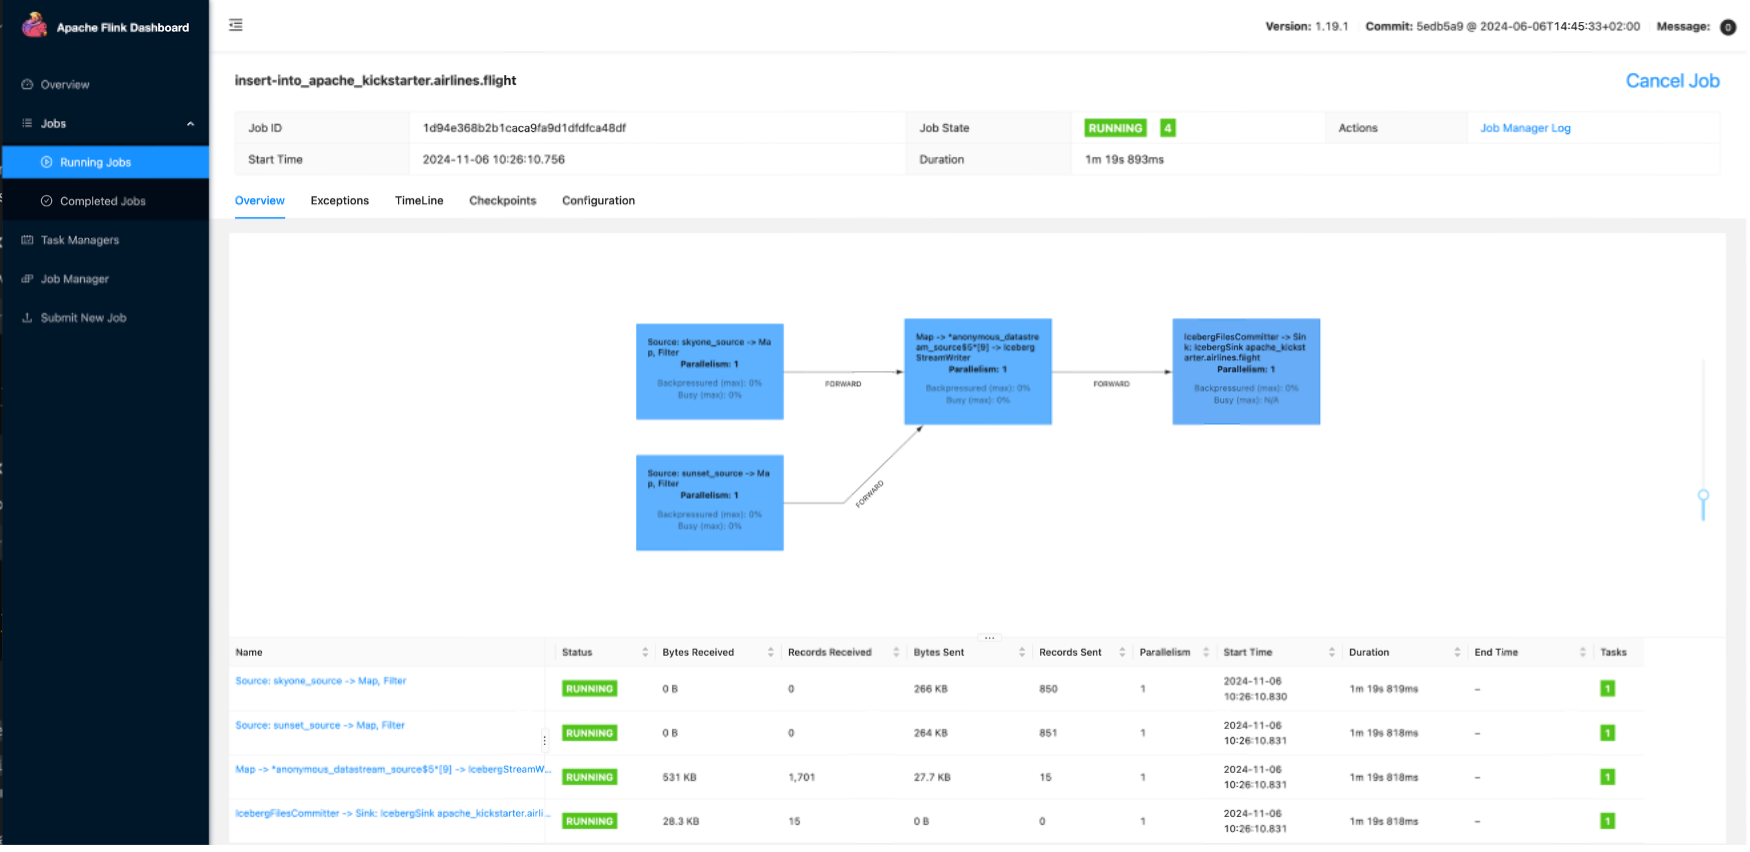 Apache Flink Dashboard
Version: 1.19.1 Commit: 5edb5a9 @ 2024-06-06T14:45:33+02:00 Message: 0
Overview
Jobs
Running Jobs
Completed Jobs
Task Managers
Job Manager
Submit New Job
insert-into_apache_kickstarter.airlines.flight
Cancel Job
Job ID 1d94e368b2b1caca9fa9d1dfdfca48df Job State RUNNING 4 Actions Job Manager Log
Start Time 2024-11-06 10:26:10.756 Duration 1m 19s 893ms
Overview Exceptions TimeLine Checkpoints Configuration
Source: skyone_source -> Ma
p, Filter
Parallelism: 1
Backpressured (max): 0%
Busy (max): 0%
FORWARD
Map -> *anonymous_datastre
am_source$5*[9] -> Iceberg
StreamWriter
Parallelism: 1
Backpressured (max): 0%
Busy (max): 0%
FORWARD
IcebergFilesCommitter -> Sin
k: IcebergSink apache_kickst
arter.airlines.flight
Parallelism: 1
Backpressured (max): 0%
Busy (max): N/A
Source: sunset_source -> Ma
p, Filter
Parallelism: 1
Backpressured (max): 0%
Busy (max): 0%
FORWARD
Name Status Bytes Received Records Received Bytes Sent Records Sent Parallelism Start Time Duration End Time Tasks
Source: skyone_source -> Map, Filter RUNNING 0 B 0 266 KB 850 1 2024-11-06 10:26:10.830 1m 19s 819ms – 1
Source: sunset_source -> Map, Filter RUNNING 0 B 0 264 KB 851 1 2024-11-06 10:26:10.831 1m 19s 818ms – 1
Map -> *anonymous_datastream_source$5*[9] -> IcebergStreamW... RUNNING 531 KB 1,701 27.7 KB 15 1 2024-11-06 10:26:10.831 1m 19s 818ms – 1
IcebergFilesCommitter -> Sink: IcebergSink apache_kickstarter.airli... RUNNING 28.3 KB 15 0 B 0 1 2024-11-06 10:26:10.831 1m 19s 818ms – 1